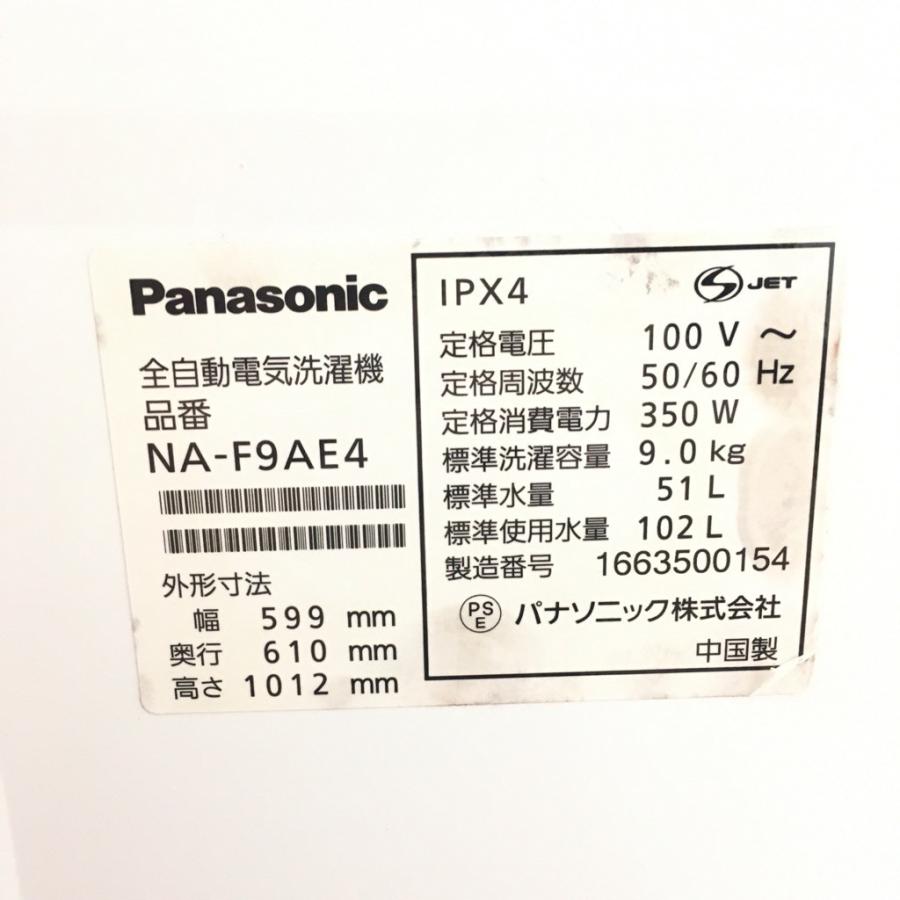 Panasonic
全自動電気洗濯機
品番
NA-F9AE4
外形寸法
幅 599 mm
奥行 610 mm
高さ 1012 mm
IPX4
S JET
定格電圧 100 V ～
定格周波数 50/60 Hz
定格消費電力 350 W
標準洗濯容量 9.0 kg
標準水量 51 L
標準使用水量 102 L
製造番号 1663500154
PS
E
パナソニック株式会社
中国製